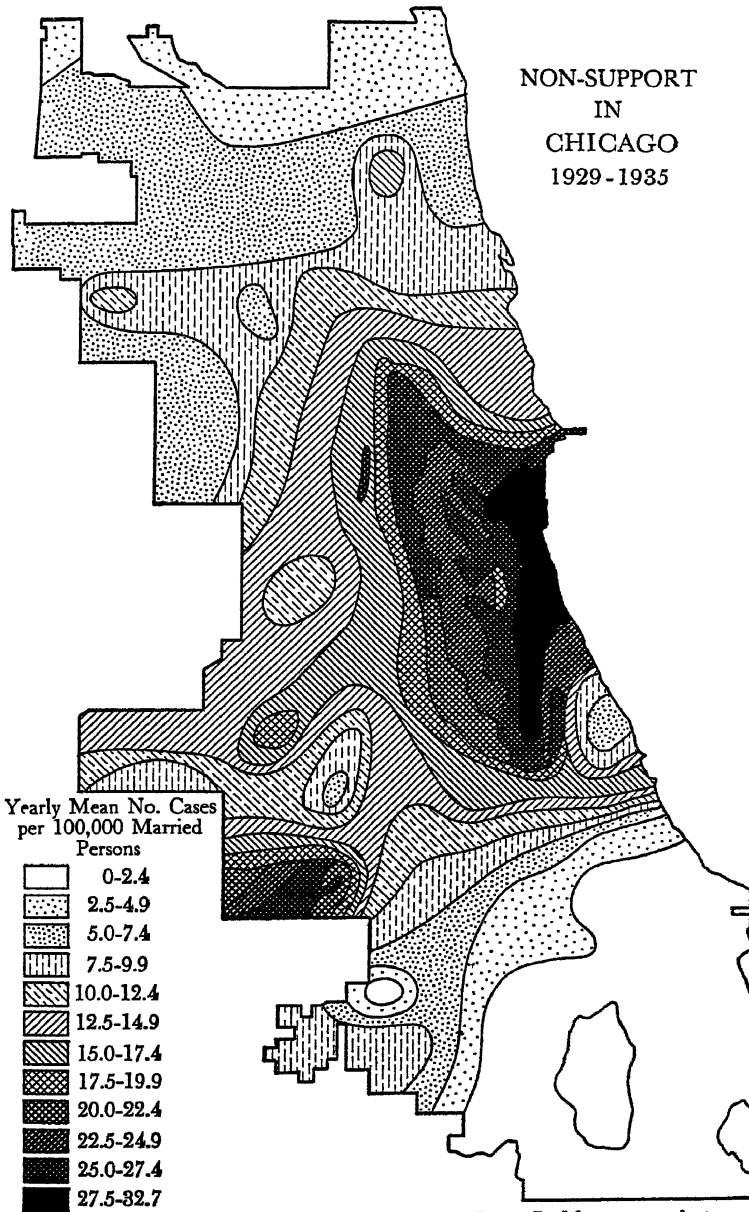 NON-SUPPORT
IN
CHICAGO
1929-1935
Yearly Mean No. Cases
per 100,000 Married
Persons
0-2.4
2.5-4.9
5.0-7.4
7.5-9.9
10.0-12.4
12.5-14.9
15.0-17.4
17.5-19.9
20.0-22.4
22.5-24.9
25.0-27.4
27.5-32.7